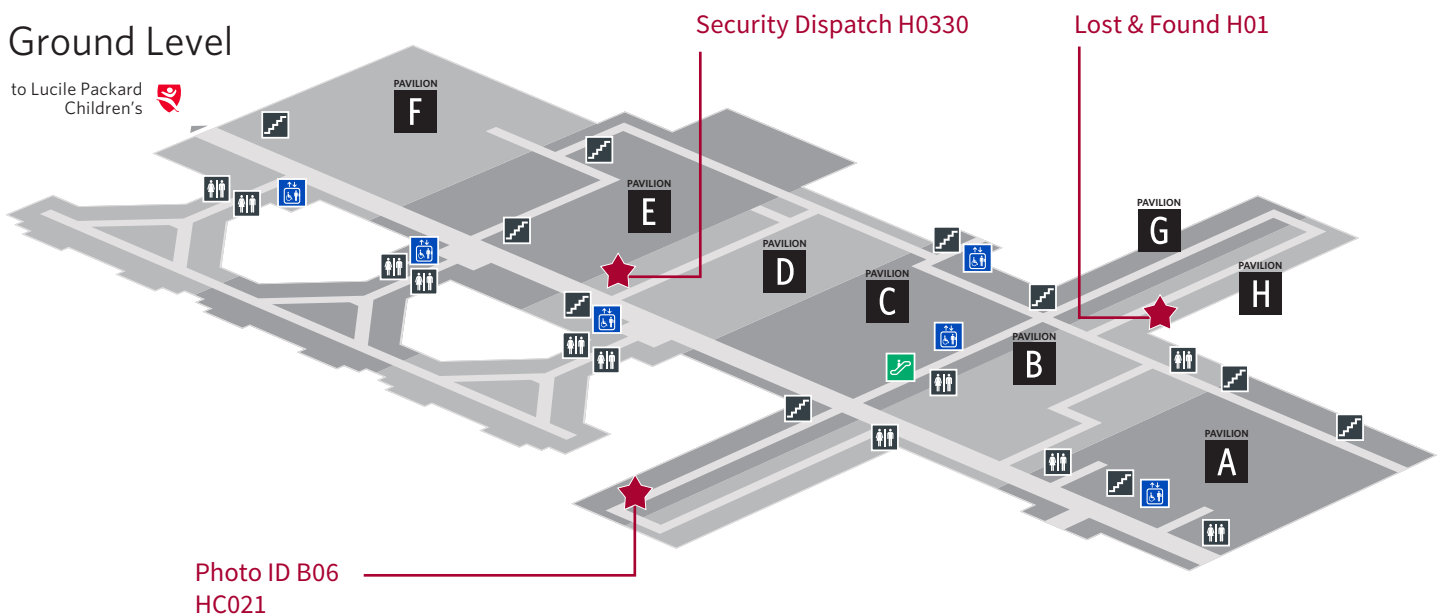 Ground Level
to Lucile Packard
Children's
Security Dispatch H0330
Lost & Found H01
PAVILION
F
PAVILION
E
PAVILION
G
PAVILION
D
PAVILION
H
PAVILION
C
PAVILION
B
PAVILION
A
Photo ID B06
HC021